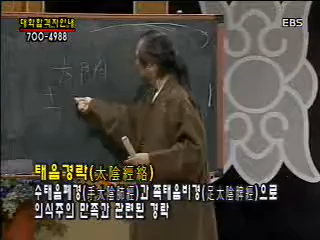 대학합격자안내
EBS
700-4988
태음경락(太陰經絡)
수태음폐경(手太陰肺經)과 족태음비경(足太陰脾經)으로
의식주의 만족과 관련된 경락